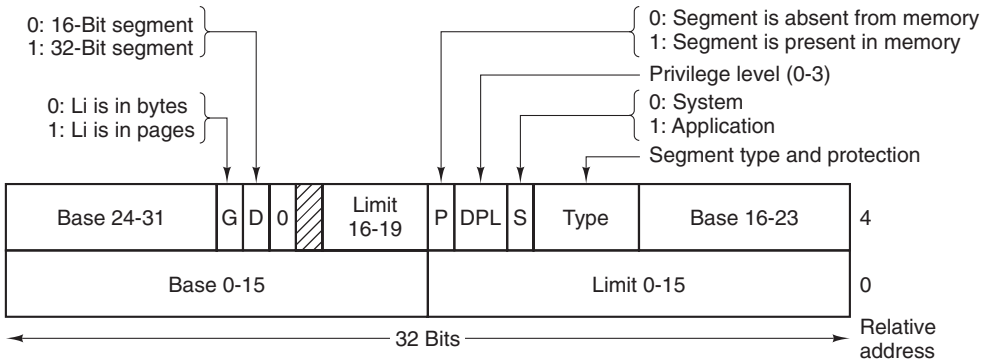 0: 16-Bit segment
1: 32-Bit segment
0: Li is in bytes
1: Li is in pages
0: Segment is absent from memory
1: Segment is present in memory
Privilege level (0-3)
0: System
1: Application
Segment type and protection
Base 24-31 G D 0 Limit 16-19 P DPL S Type Base 16-23 4
Base 0-15 Limit 0-15 0
32 Bits
Relative
address